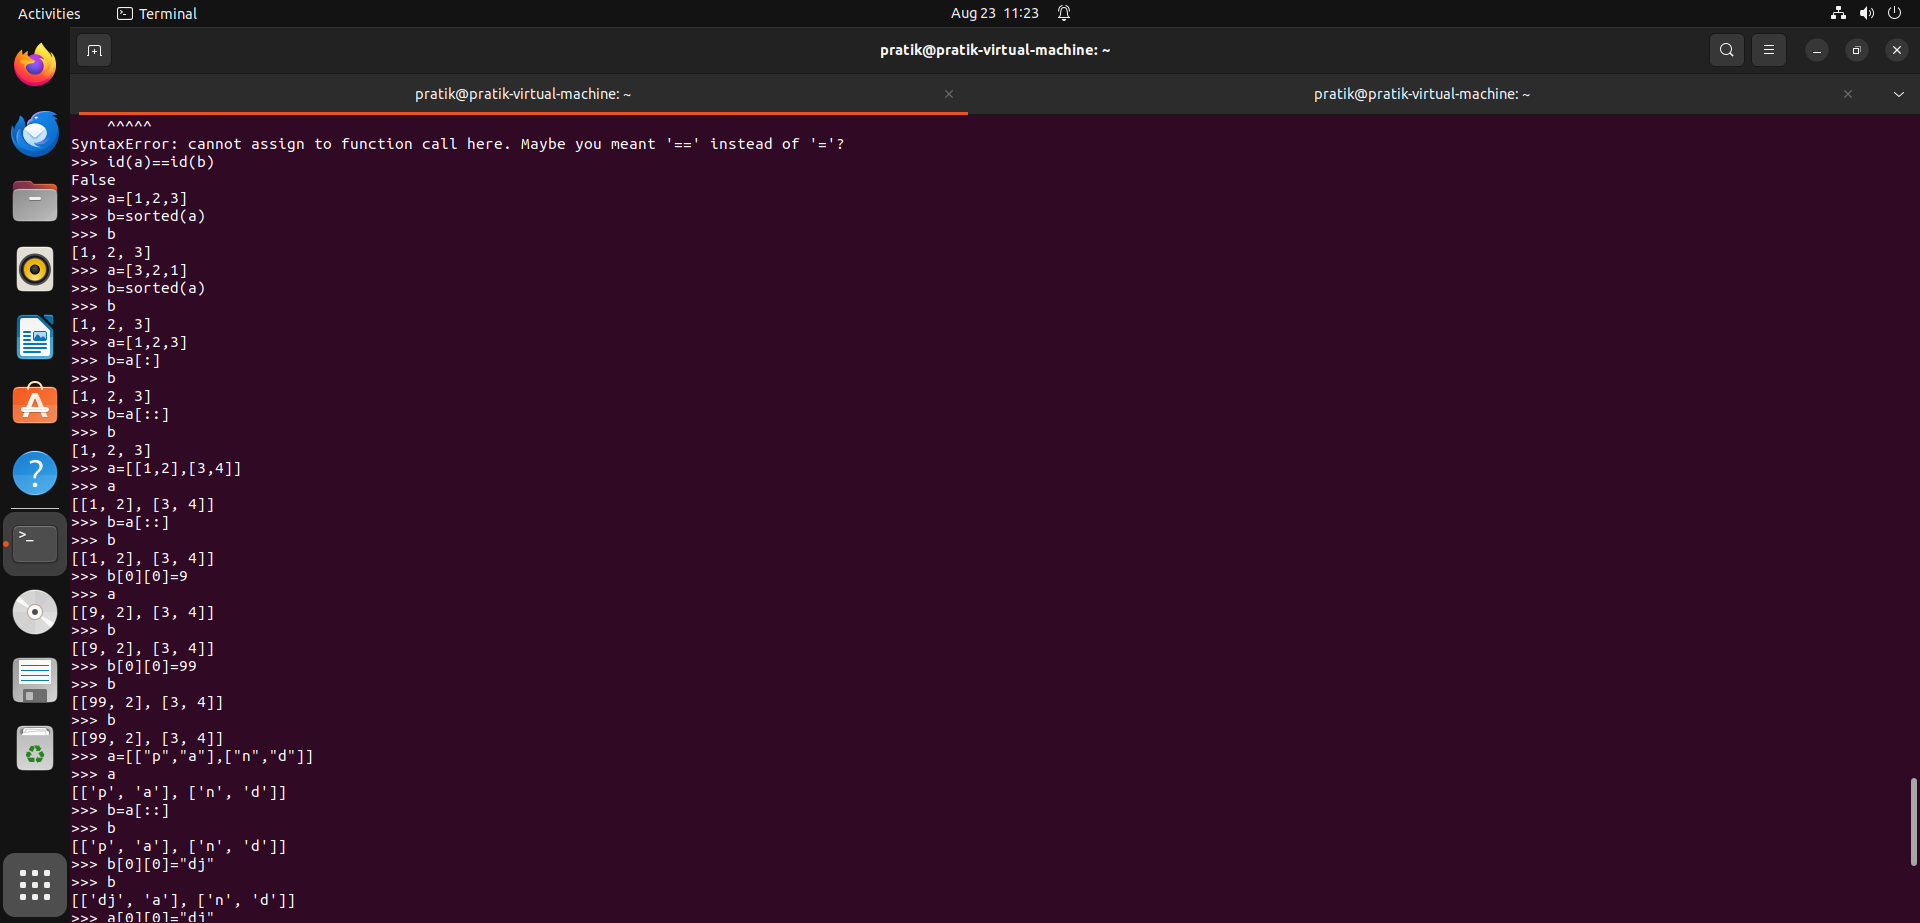 Activities
Terminal
Aug 23 11:23
pratik@pratik-virtual-machine: ~
pratik@pratik-virtual-machine: ~
pratik@pratik-virtual-machine: ~
^^^^^
SyntaxError: cannot assign to function call here. Maybe you meant '==' instead of '='?
>>> id(a)==id(b)
False
>>> a=[1,2,3]
>>> b=sorted(a)
>>> b
[1, 2, 3]
>>> a=[3,2,1]
>>> b=sorted(a)
>>> b
[1, 2, 3]
>>> a=[1,2,3]
>>> b=a[:]
>>> b
[1, 2, 3]
>>> b=a[::]
>>> b
[1, 2, 3]
>>> a=[[1,2],[3,4]]
>>> a
[[1, 2], [3, 4]]
>>> b=a[::]
>>> b
[[1, 2], [3, 4]]
>>> b[0][0]=9
>>> a
[[9, 2], [3, 4]]
>>> b
[[9, 2], [3, 4]]
>>> b[0][0]=99
>>> b
[[99, 2], [3, 4]]
>>> b
[[99, 2], [3, 4]]
>>> a=[["p","a"],["n","d"]]
>>> a
[['p', 'a'], ['n', 'd']]
>>> b=a[::]
>>> b
[['p', 'a'], ['n', 'd']]
>>> b[0][0]="dj"
>>> b
[['dj', 'a'], ['n', 'd']]
>>> a[0][0]="dj"